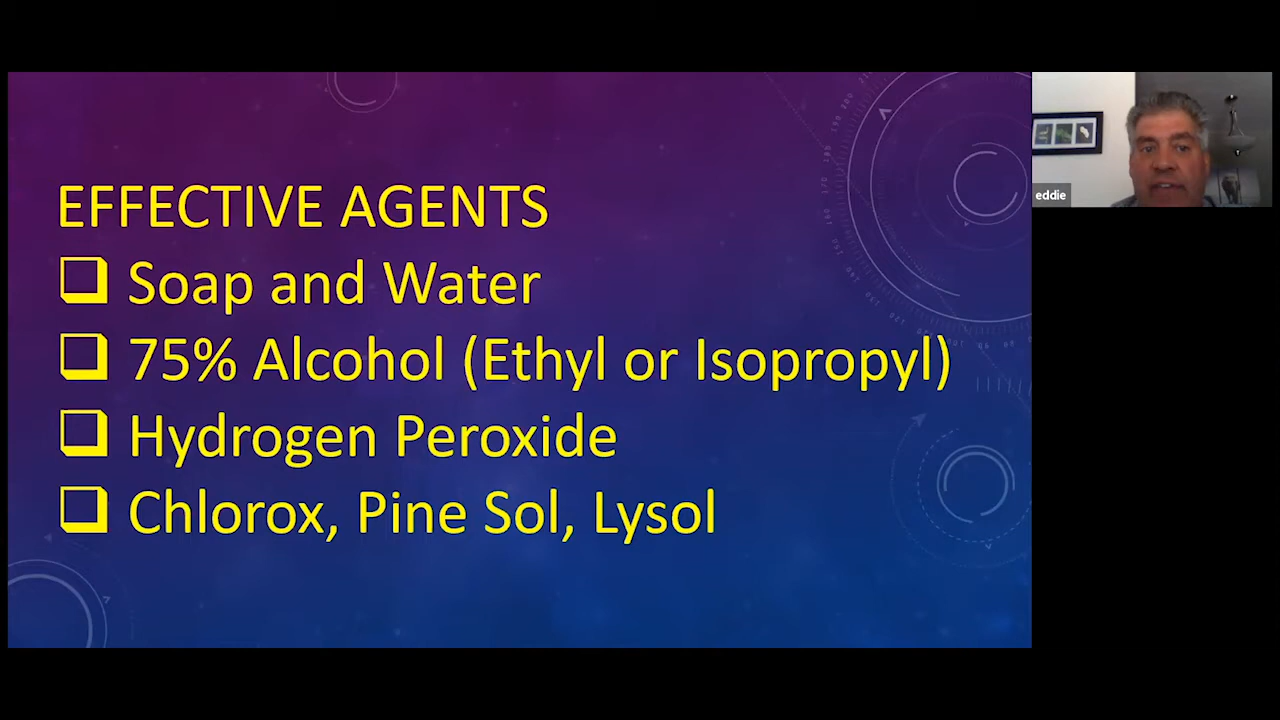 EFFECTIVE AGENTS
Soap and Water
75% Alcohol (Ethyl or Isopropyl)
Hydrogen Peroxide
Chlorox, Pine Sol, Lysol
eddie